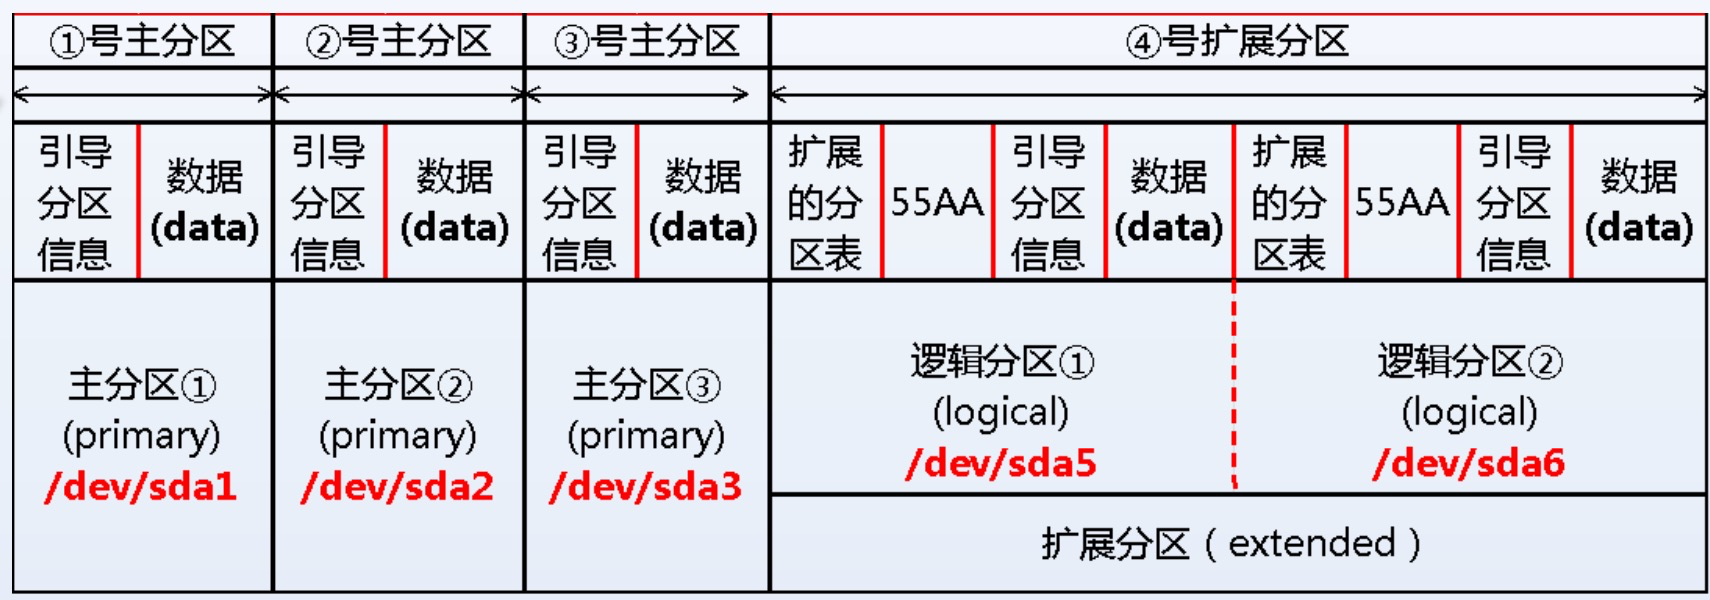 ①号主分区
②号主分区
③号主分区
④号扩展分区
引导
分区
信息
数据
(data)
引导
分区
信息
数据
(data)
引导
分区
信息
数据
(data)
扩展
的分
区表
55AA
引导
分区
信息
数据
(data)
扩展
的分
区表
55AA
引导
分区
信息
数据
(data)
主分区①
(primary)
/dev/sda1
主分区②
(primary)
/dev/sda2
主分区③
(primary)
/dev/sda3
逻辑分区①
(logical)
/dev/sda5
逻辑分区②
(logical)
/dev/sda6
扩展分区（extended）